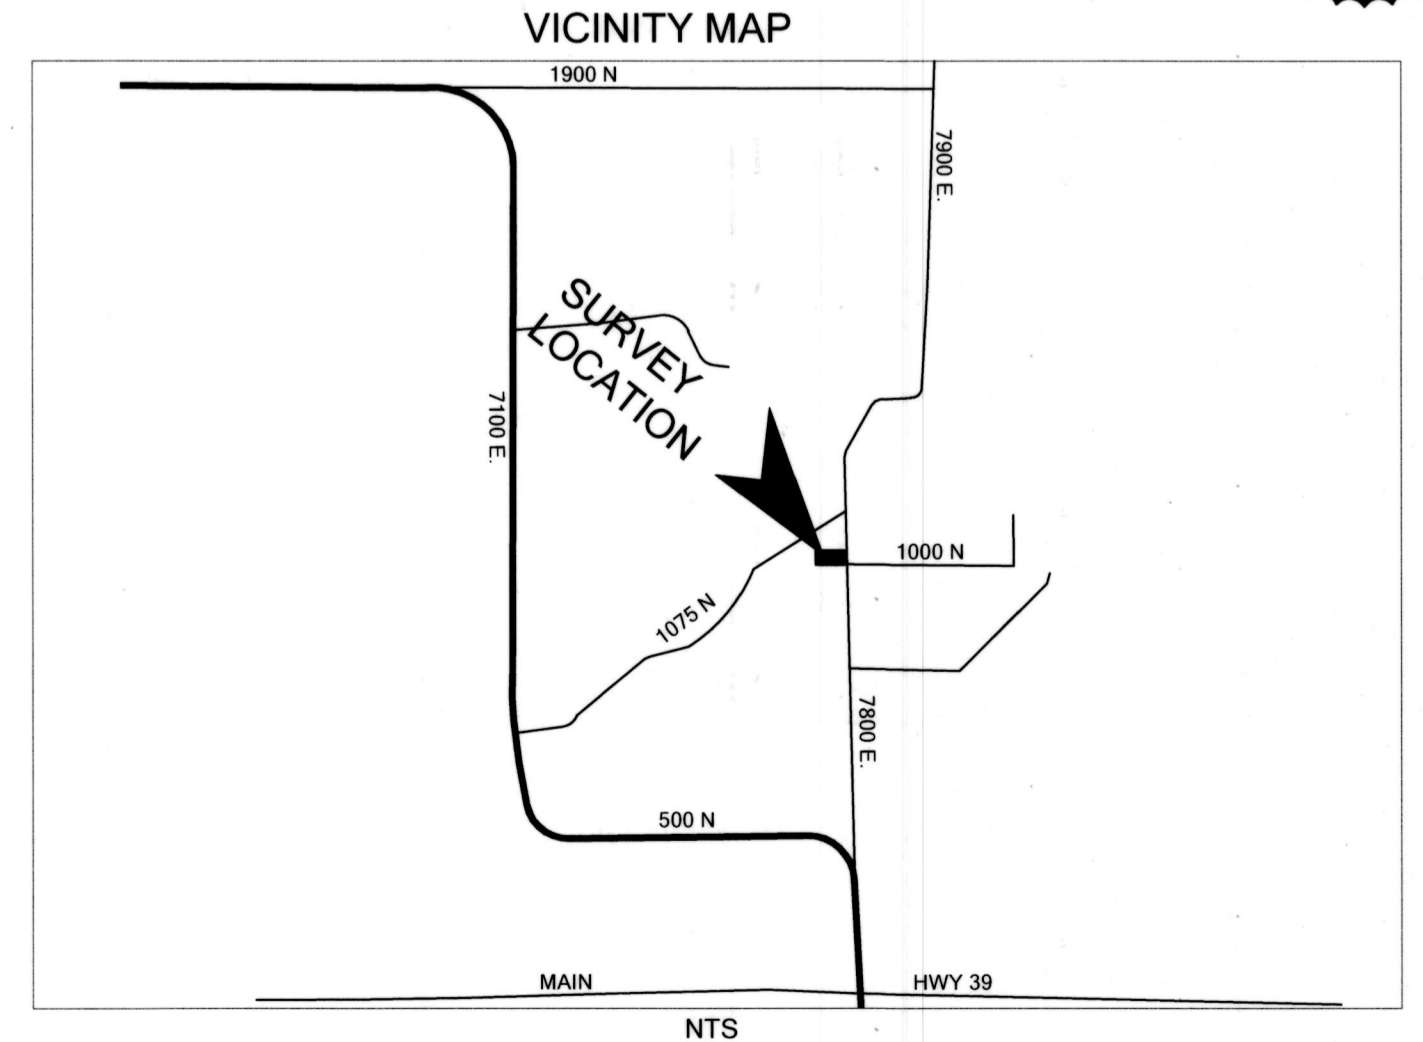 VICINITY MAP
1900 N
7900 E.
SURVEY
LOCATION
7100 E.
1000 N
1075 N
7800 E.
500 N
MAIN
HWY 39
NTS